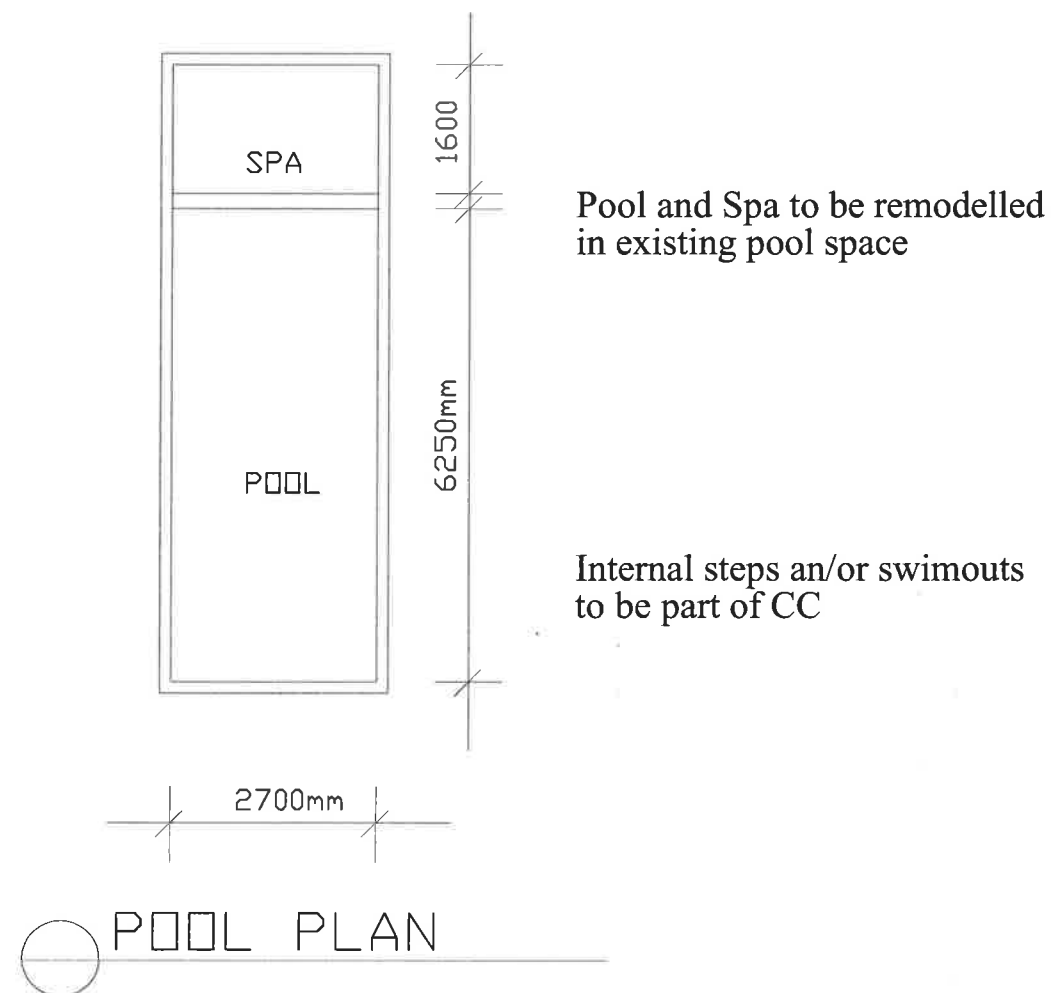 1600
SPA
Pool and Spa to be remodelled
in existing pool space
6250mm
POOL
Internal steps an/or swimouts
to be part of CC
2700mm
POOL PLAN